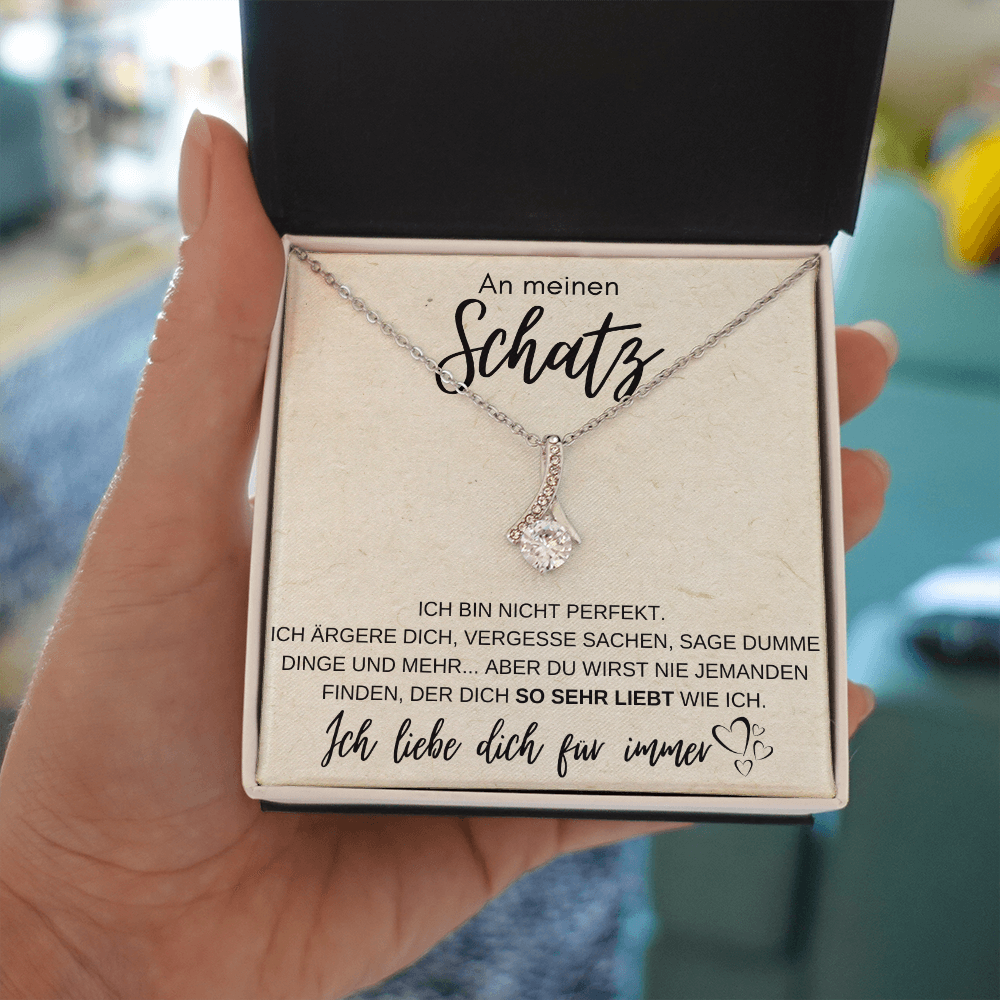 An meinen
Schatz
ICH BIN NICHT PERFEKT.
ICH ÄRGERE DICH, VERGESSE SACHEN, SAGE DUMME
DINGE UND MEHR... ABER DU WIRST NIE JEMANDEN
FINDEN, DER DICH SO SEHR LIEBT WIE ICH.
Ich liebe dich für immer